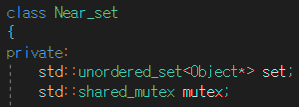 class Near_set
{
private:
std::unordered_set<Object*> set;
std::shared_mutex mutex;